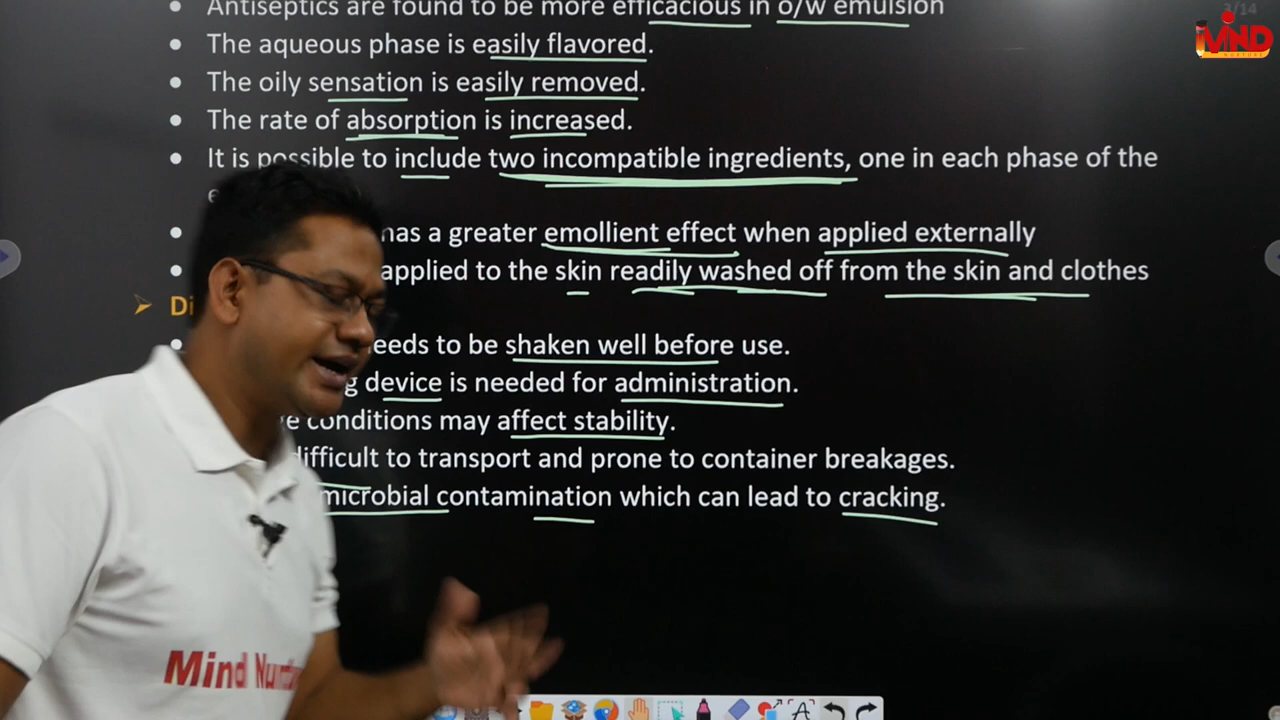 Antiseptics are found to be more efficacious in o/w emulsion
3/14
MIND
The aqueous phase is easily flavored.
The oily sensation is easily removed.
The rate of absorption is increased.
It is possible to include two incompatible ingredients, one in each phase of the
has a greater emollient effect when applied externally
applied to the skin readily washed off from the skin and clothes
Di
needs to be shaken well before use.
device is needed for administration.
conditions may affect stability.
difficult to transport and prone to container breakages.
microbial contamination which can lead to cracking.
Mind